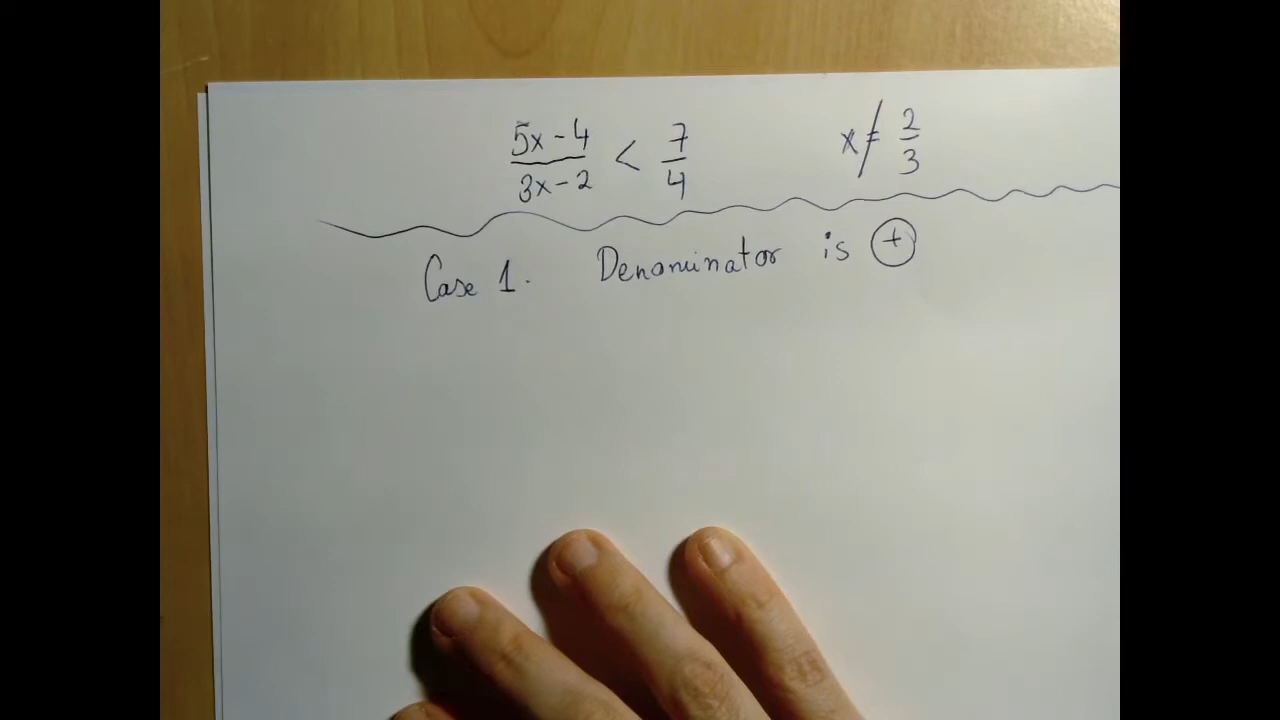 5x-4/3x-2 < 7/4 x ≠ 2/3
Case 1. Denominator is +